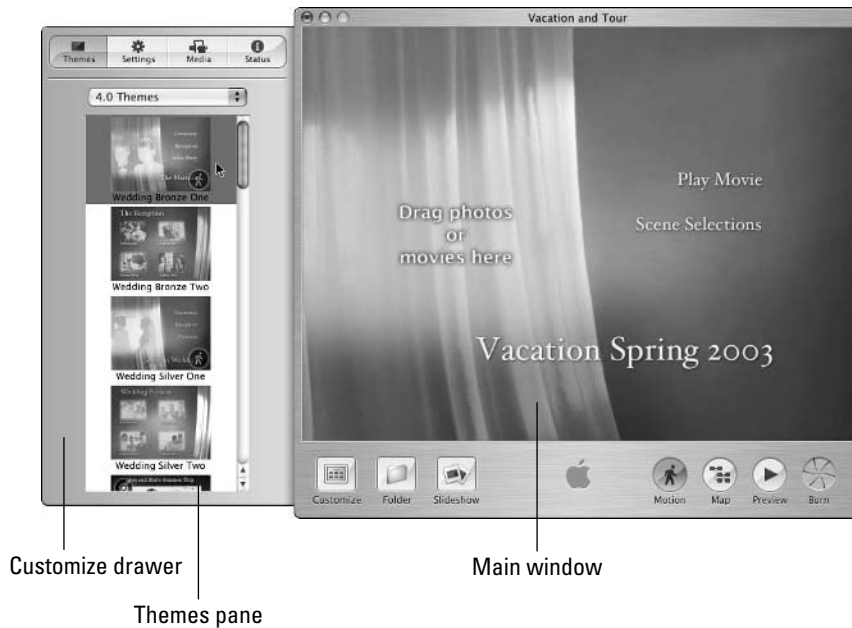 Vacation and Tour
Themes
Settings
Media
Status
4.0 Themes
Wedding Bronze One
The Reception
Wedding Bronze Two
Wedding Silver One
Wedding Silver Two
Drag photos
or
movies here
Play Movie
Scene Selections
Vacation Spring 2003
Customize
Folder
Slideshow
Motion
Map
Preview
Burn
Customize drawer
Main window
Themes pane